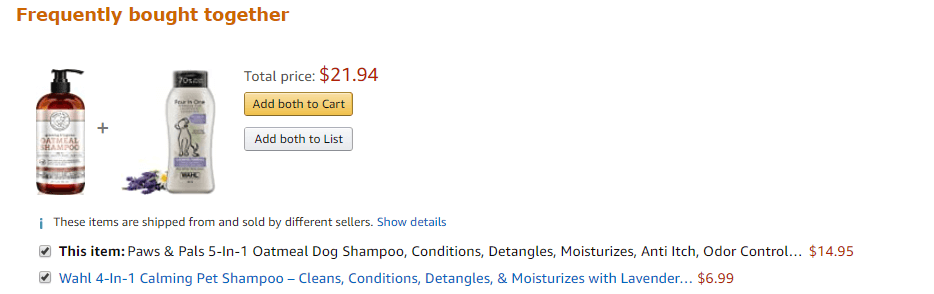 Frequently bought together
OATMEAL
SHAMPOO
+
70%
Four In One
WAHL
Total price: $21.94
Add both to Cart
Add both to List
i These items are shipped from and sold by different sellers. Show details
This item: Paws & Pals 5-In-1 Oatmeal Dog Shampoo, Conditions, Detangles, Moisturizes, Anti Itch, Odor Control... $14.95
Wahl 4-In-1 Calming Pet Shampoo – Cleans, Conditions, Detangles, & Moisturizes with Lavender... $6.99